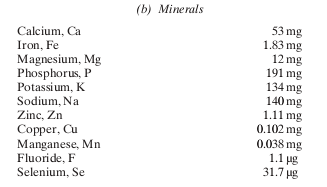 (b) Minerals
Calcium, Ca 53 mg
Iron, Fe 1.83 mg
Magnesium, Mg 12 mg
Phosphorus, P 191 mg
Potassium, K 134 mg
Sodium, Na 140 mg
Zinc, Zn 1.11 mg
Copper, Cu 0.102 mg
Manganese, Mn 0.038 mg
Fluoride, F 1.1 µg
Selenium, Se 31.7 µg